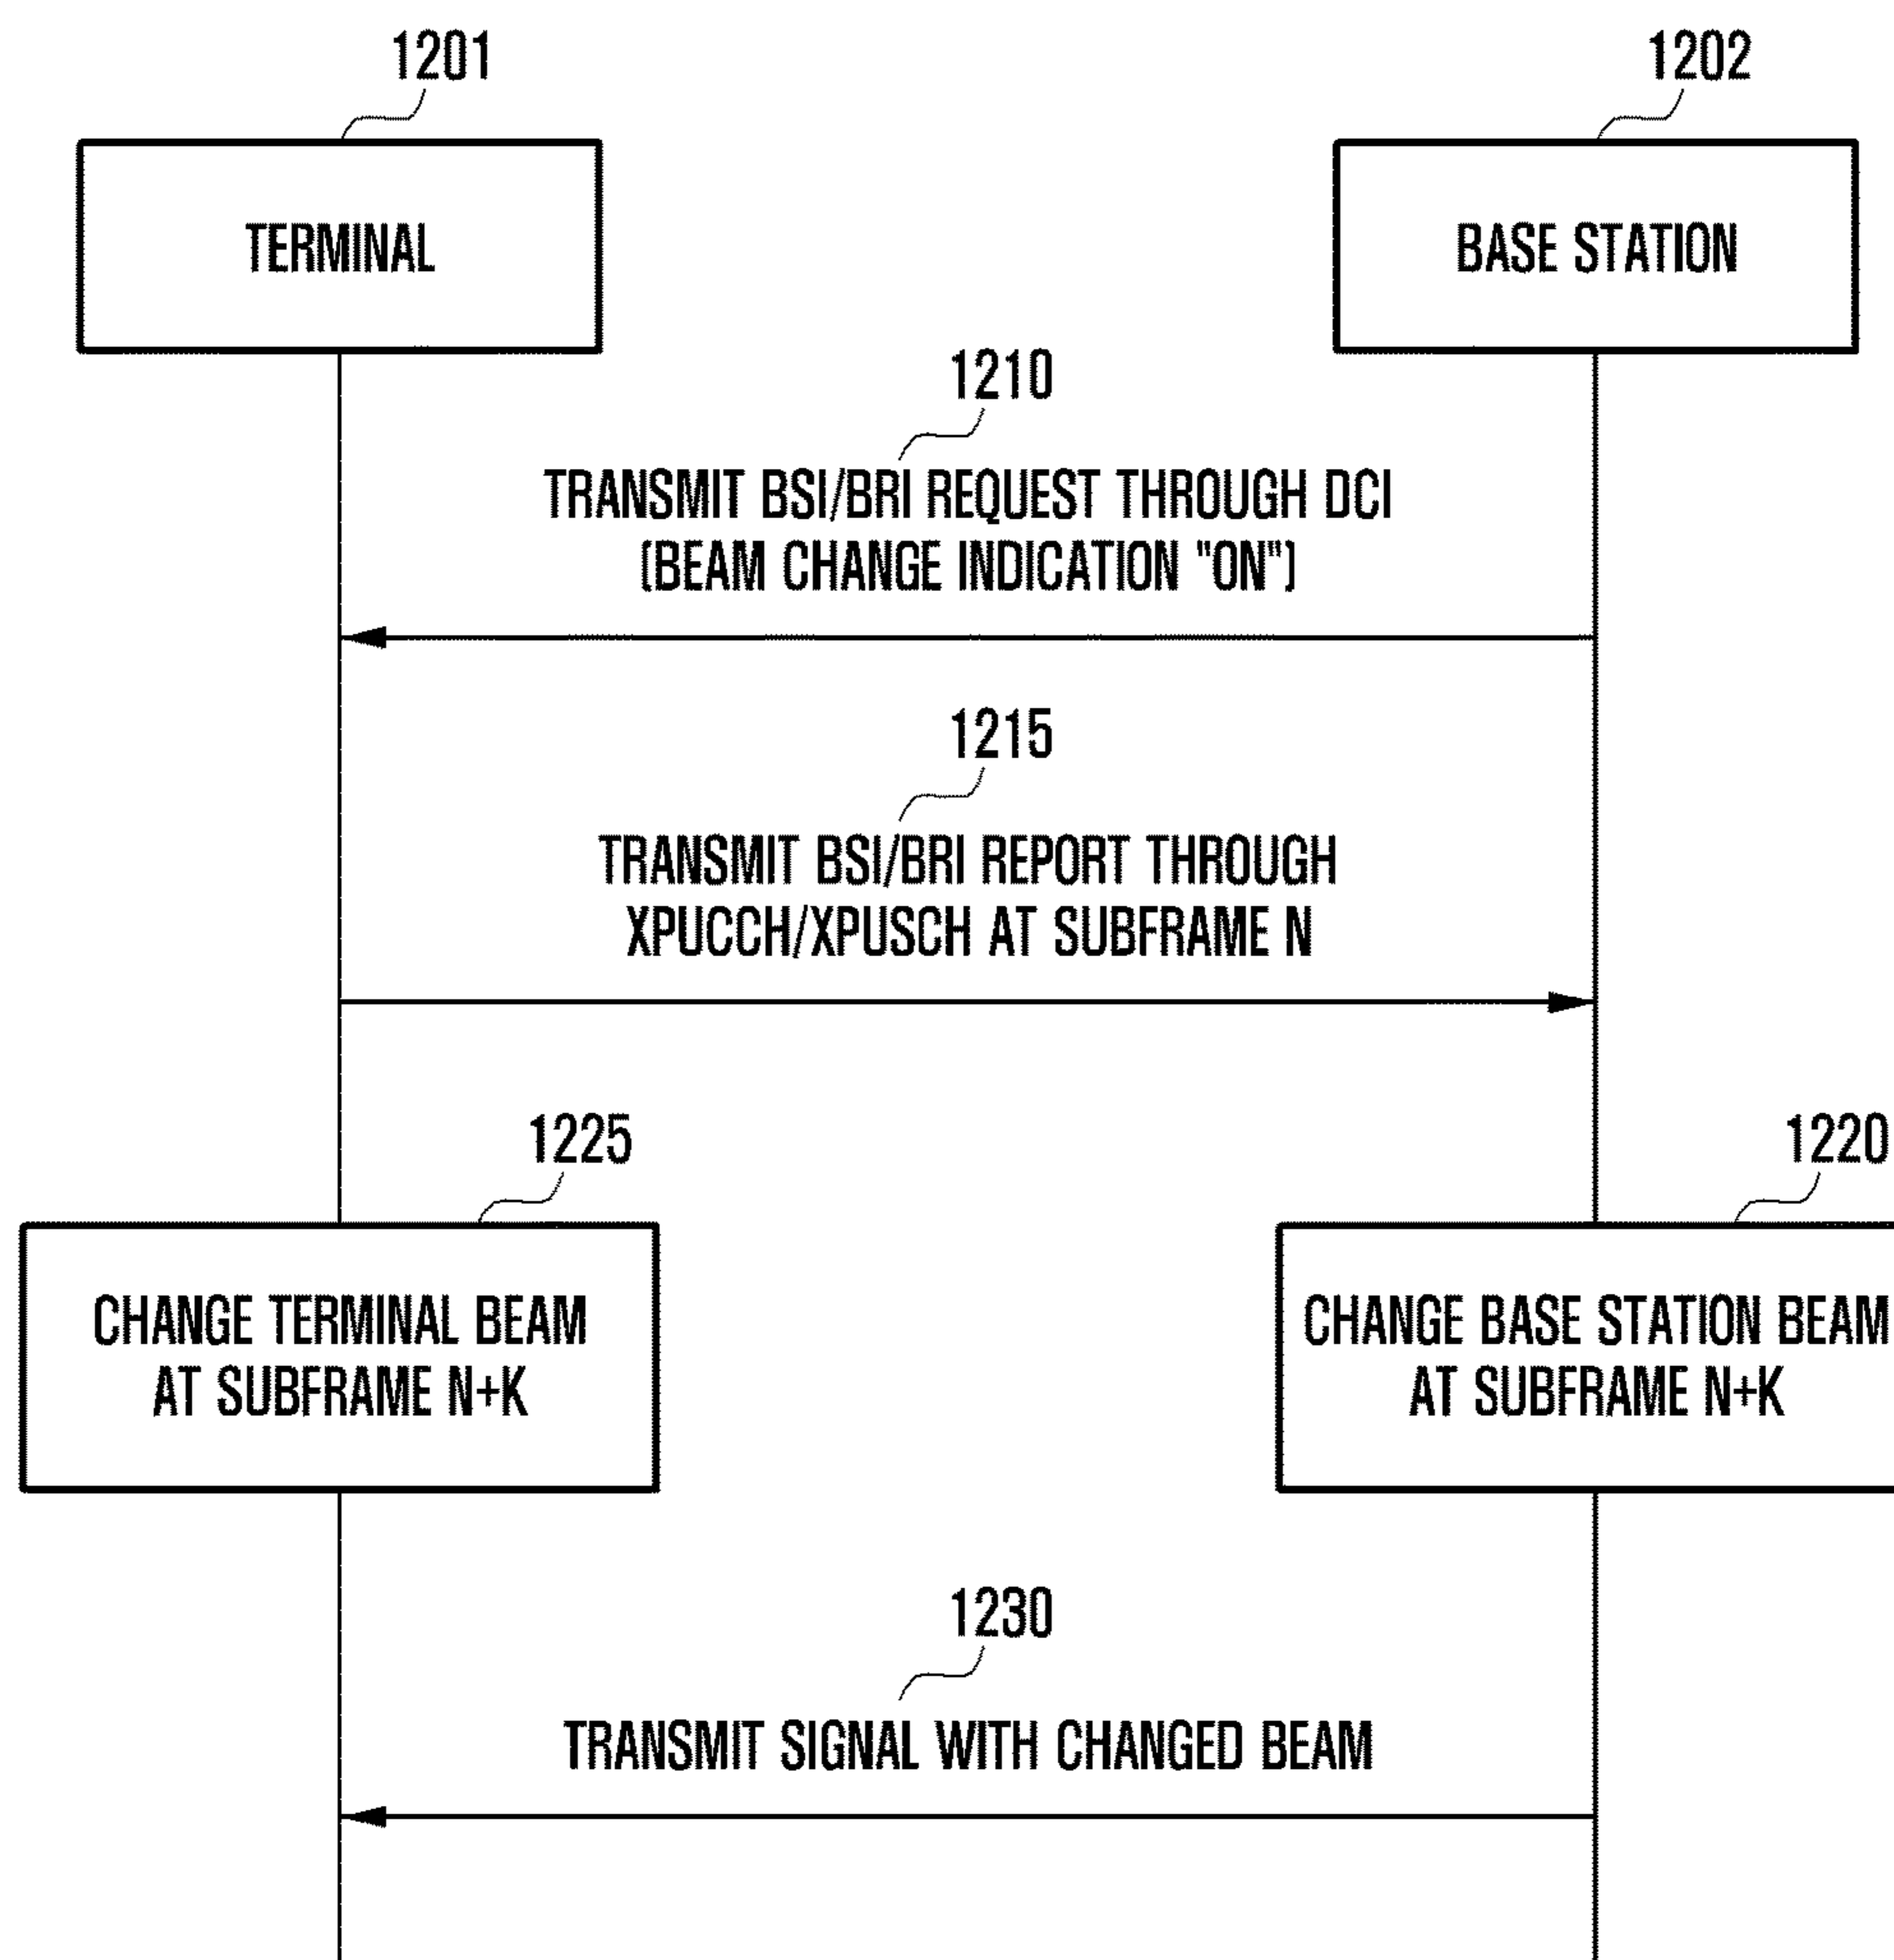 1201
1202
TERMINAL
BASE STATION
1210
TRANSMIT BSI/BRI REQUEST THROUGH DCI
(BEAM CHANGE INDICATION "ON")
1215
TRANSMIT BSI/BRI REPORT THROUGH
XPUCCH/XPUSCH AT SUBFRAME N
1225
1220
CHANGE TERMINAL BEAM
AT SUBFRAME N+K
CHANGE BASE STATION BEAM
AT SUBFRAME N+K
1230
TRANSMIT SIGNAL WITH CHANGED BEAM